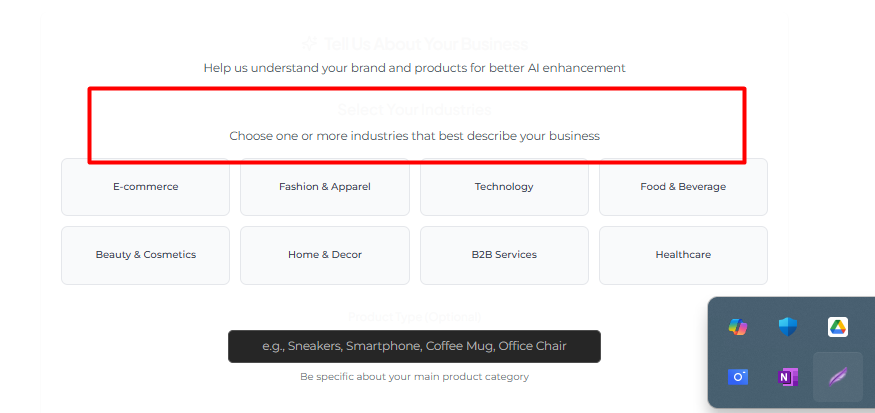 Tell Us About Your Business
Help us understand your brand and products for better AI enhancement
Select Your Industries
Choose one or more industries that best describe your business
E-commerce
Fashion & Apparel
Technology
Food & Beverage
Beauty & Cosmetics
Home & Decor
B2B Services
Healthcare
Product Type (Optional)
e.g., Sneakers, Smartphone, Coffee Mug, Office Chair
Be specific about your main product category
N